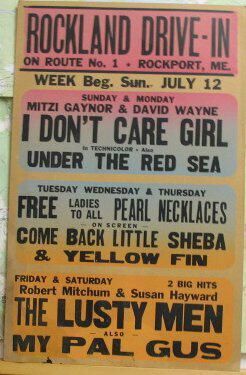 ROCKLAND DRIVE-IN
ON ROUTE No. 1 • ROCKPORT, ME.
WEEK Beg. Sun. JULY 12
SUNDAY & MONDAY
MITZI GAYNOR & DAVID WAYNE
I DON'T CARE GIRL
In TECHNICOLOR - Also
UNDER THE RED SEA
TUESDAY WEDNESDAY & THURSDAY
FREE LADIES TO ALL PEARL NECKLACES
— ON SCREEN —
COME BACK LITTLE SHEBA
& YELLOW FIN
FRIDAY & SATURDAY 2 BIG HITS
Robert Mitchum & Susan Hayward
THE LUSTY MEN
— ALSO —
MY PAL GUS